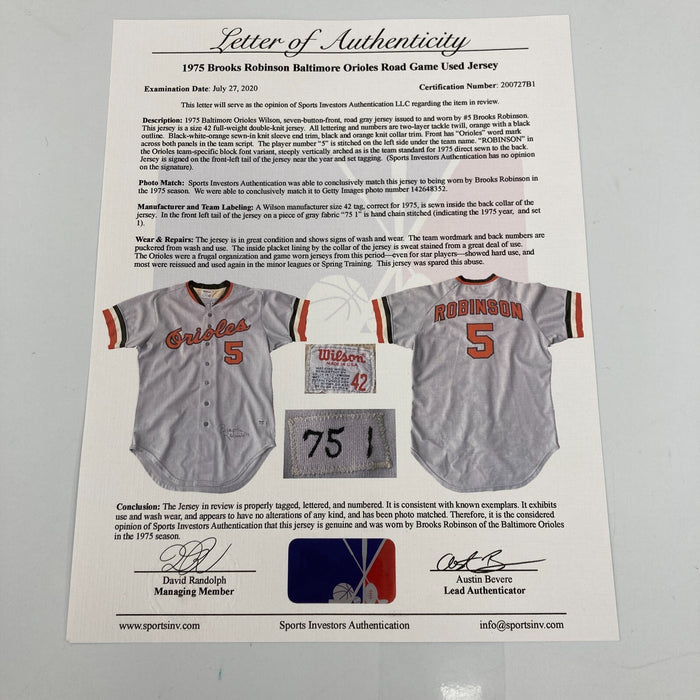 Letter of Authenticity
1975 Brooks Robinson Baltimore Orioles Road Game Used Jersey
Examination Date: July 27, 2020
Certification Number: 200727B1
This letter will serve as the opinion of Sports Investors Authentication LLC regarding the item in review.
Description: 1975 Baltimore Orioles Wilson, seven-button-front, road gray jersey issued to and worn by #5 Brooks Robinson.
This jersey is a size 42 full-weight double-knit jersey. All lettering and numbers are two-layer tackle twill, orange with a black
outline. Black-white-orange sewn-in knit sleeve end trim, black and orange knit collar trim. Front has "Orioles" word mark
across both panels in the team script. The player number "5" is stitched on the left side under the team name. "ROBINSON" in
the Orioles team-specific block font variant, steeply vertically arched as is the team standard for 1975 direct sewn to the back.
Jersey is signed on the front-left tail of the jersey near the year and set tagging. (Sports Investors Authentication has no opinion
on the signature).
Photo Match: Sports Investors Authentication was able to conclusively match this jersey to being worn by Brooks Robinson in
the 1975 season. We were able to conclusively match it to Getty Images photo number 142648352.
Manufacturer and Team Labeling: A Wilson manufacturer size 42 tag, correct for 1975, is sewn inside the back collar of the
jersey. In the front left tail of the jersey on a piece of gray fabric "75 1" is hand chain stitched (indicating the 1975 year, and set
1).
Wear & Repairs: The jersey is in great condition and shows signs of wash and wear. The team wordmark and back numbers are
puckered from wash and use. The inside placket lining by the collar of the jersey is sweat stained from a great deal of use.
The Orioles were a frugal organization and game worn jerseys from this period—even for star players—showed hard use, and
most were reissued and used again in the minor leagues or Spring Training. This jersey was spared this abuse.
Orioles
5
ROBINSON
5
Wilson
MADE IN U.S.A.
42
75 1
Conclusion: The Jersey in review is properly tagged, lettered, and numbered. It is consistent with known exemplars. It exhibits
use and wash wear, and appears to have no alterations of any kind, and has been photo matched. Therefore, it is the considered
opinion of Sports Investors Authentication that this jersey is genuine and was worn by Brooks Robinson of the Baltimore Orioles
in the 1975 season.
David Randolph
Managing Member
Austin Bevere
Lead Authenticator
www.sportsinv.com
Sports Investors Authentication
info@sportsinv.com